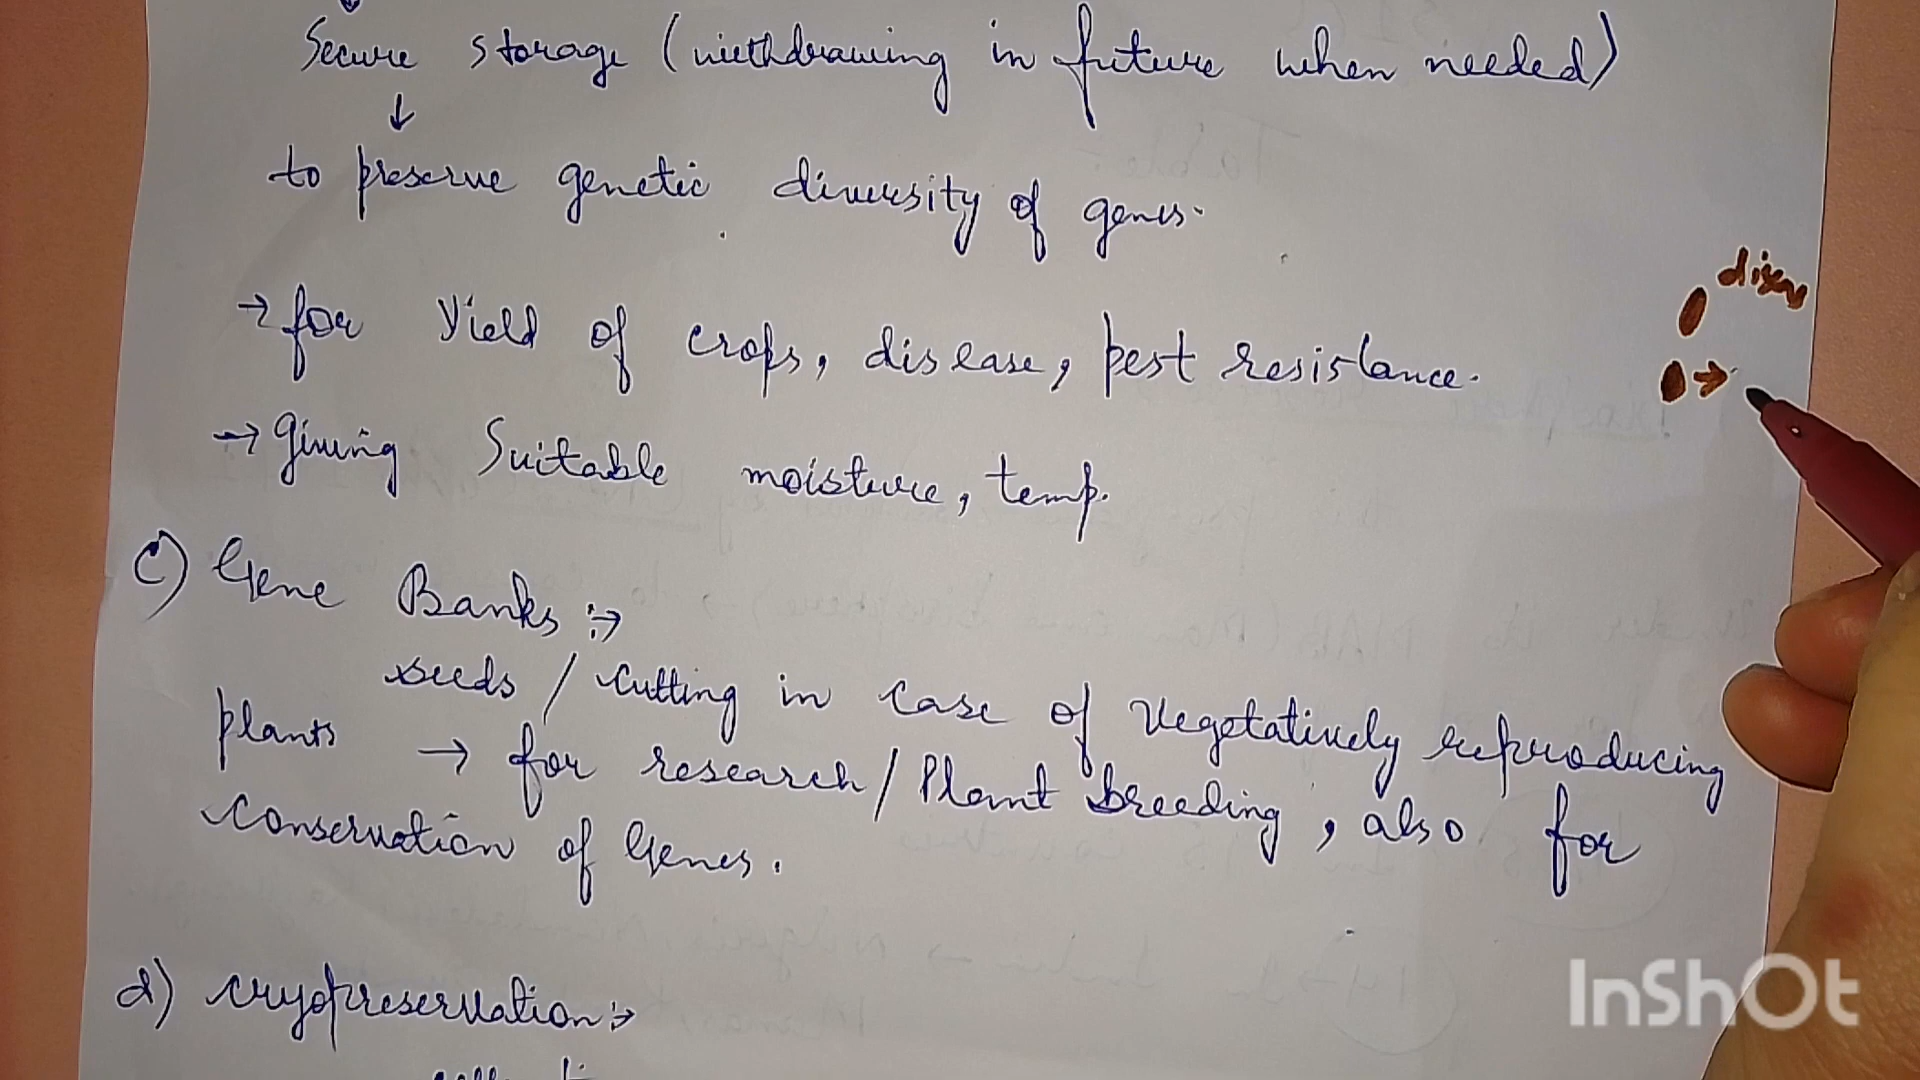 Secure storage (withdrawing in future when needed)
↓
to preserve genetic diversity of genes.
→ for Yield of crops, disease, pest resistance.
→ Giving Suitable moisture, temp.
c) Gene Banks :→
seeds / cutting in case of vegetatively reproducing
plants → for research / Plant breeding, also for
conservation of Genes.
d) cryopreservation :→
→
InShOt